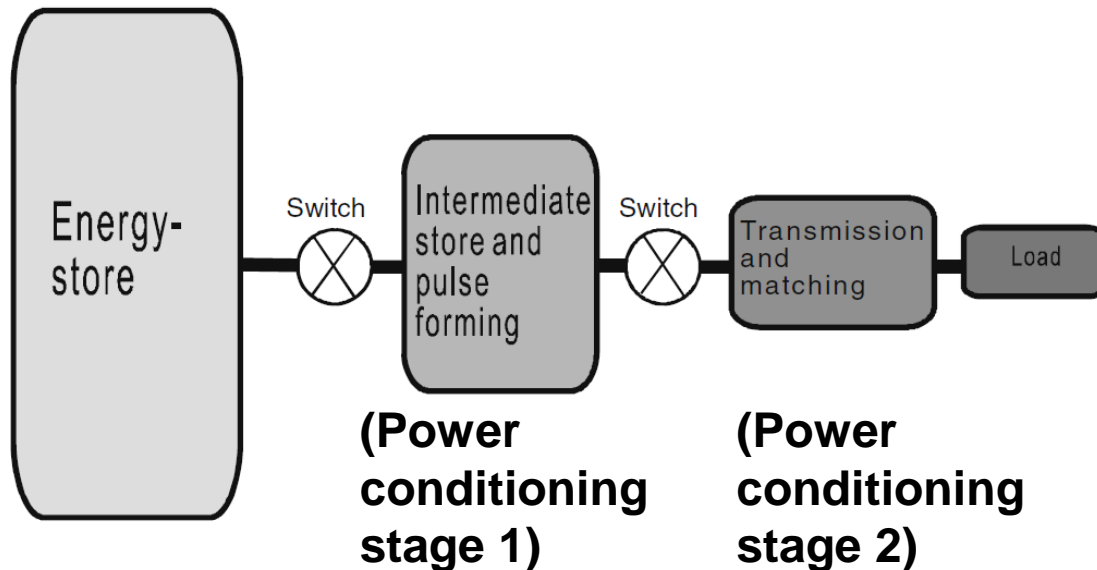 Energy-
store
Switch
Intermediate
store and
pulse
forming
Switch
Transmission
and
matching
Load
(Power
conditioning
stage 1)
(Power
conditioning
stage 2)